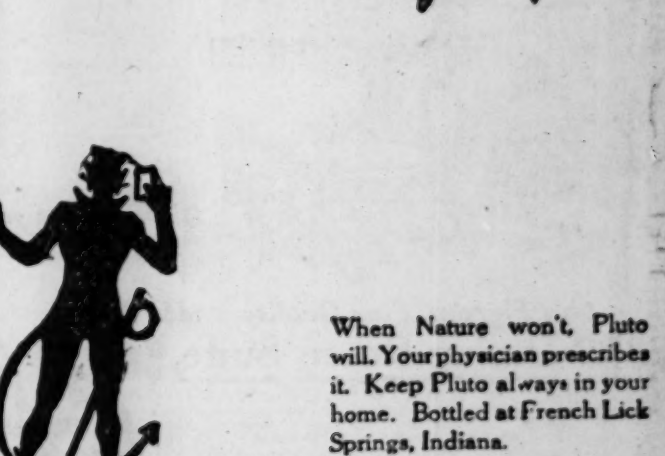 When Nature won't, Pluto
will. Your physician prescribes
it. Keep Pluto always in your
home. Bottled at French Lick
Springs, Indiana.